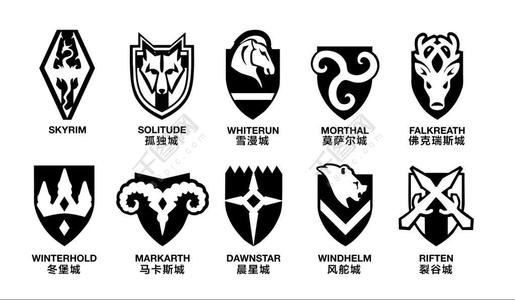 SKYRIM
SOLITUDE
孤独城
WHITERUN
雪漫城
MORTHAL
莫萨尔城
FALKREATH
佛克瑞斯城
WINTERHOLD
冬堡城
MARKARTH
马卡斯城
DAWNSTAR
晨星城
WINDHELM
风舵城
RIFTEN
裂谷城